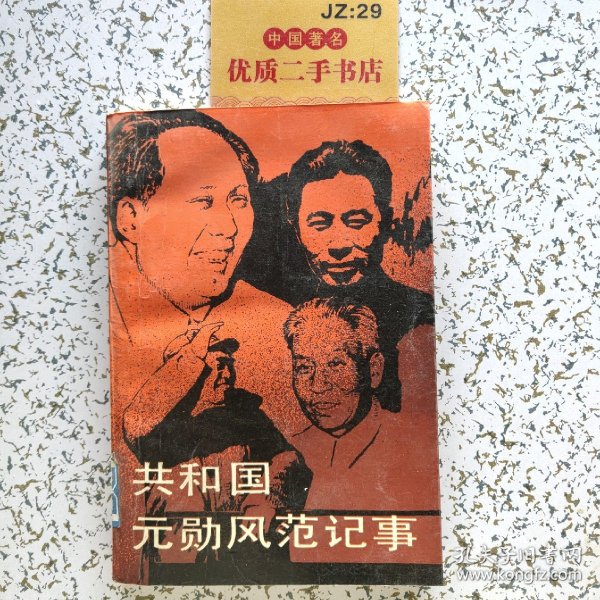 JZ:29
中国著名
优质二手书店
共和国
元勋风范记事
孔夫子旧书网
www.kongfz.com